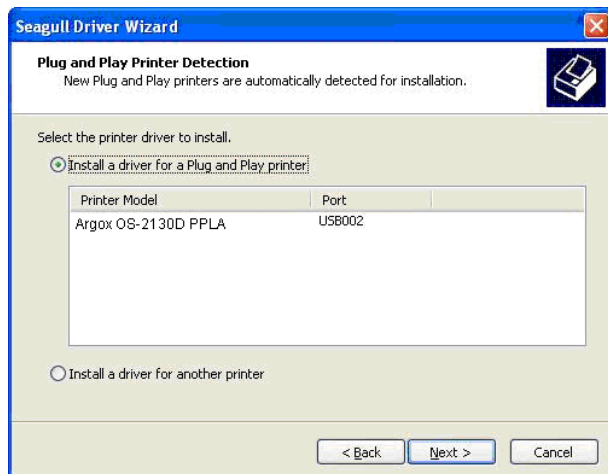 Seagull Driver Wizard
Plug and Play Printer Detection
New Plug and Play printers are automatically detected for installation.
Select the printer driver to install.
Install a driver for a Plug and Play printer
Printer Model Port
Argox OS-2130D PPLA USB002
Install a driver for another printer
< Back Next > Cancel